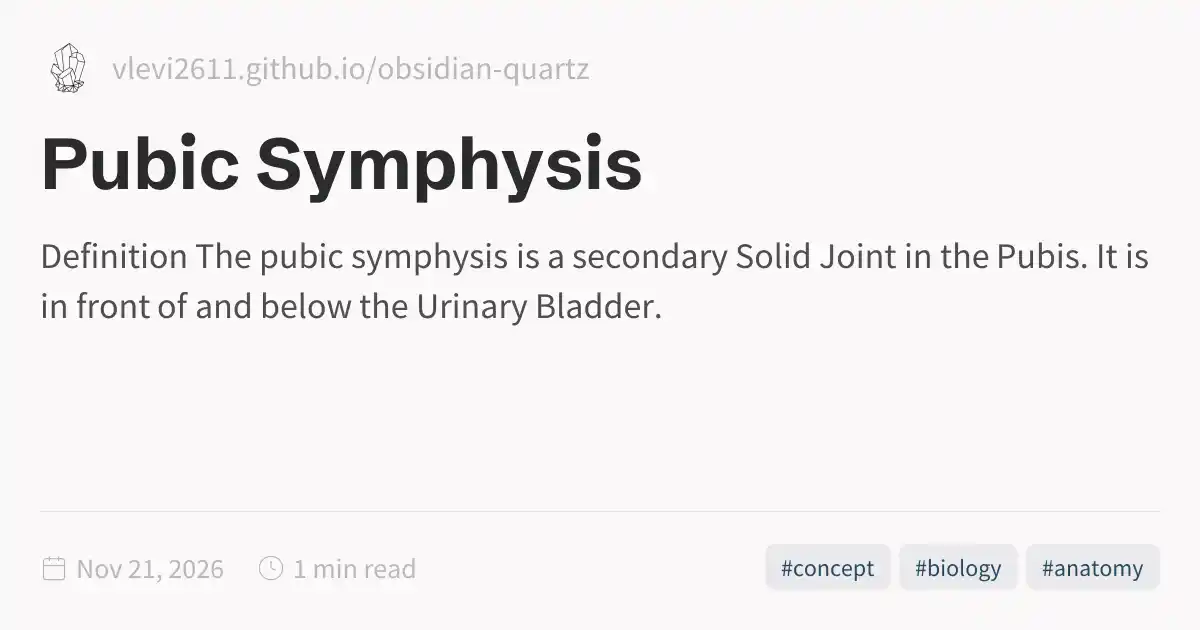 vlevi2611.github.io/obsidian-quartz
Pubic Symphysis
Definition The pubic symphysis is a secondary Solid Joint in the Pubis. It is
in front of and below the Urinary Bladder.
Nov 21, 2026 1 min read #concept #biology #anatomy